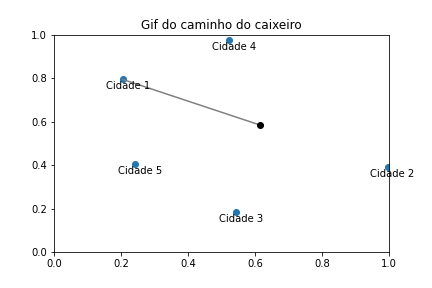 Gif do caminho do caixeiro
1.0
Cidade 4
0.8
Cidade 1
0.6
0.4
Cidade 5
Cidade 2
0.2
Cidade 3
0.0
0.0 0.2 0.4 0.6 0.8 1.0